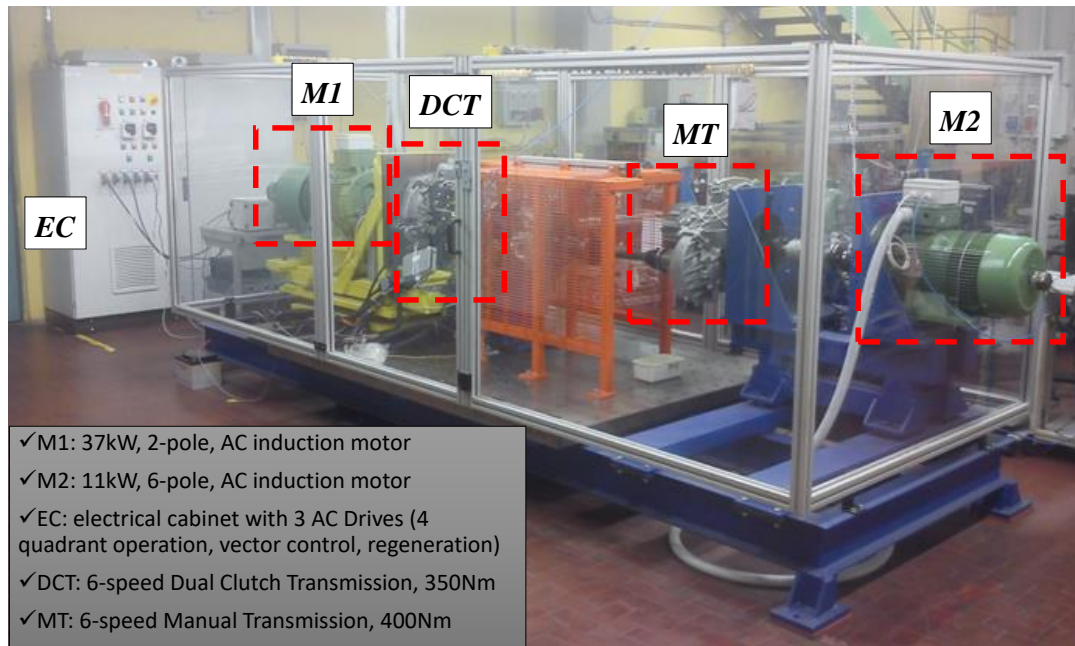 M1
DCT
MT
M2
EC
✓M1: 37kW, 2-pole, AC induction motor
✓M2: 11kW, 6-pole, AC induction motor
✓EC: electrical cabinet with 3 AC Drives (4
quadrant operation, vector control, regeneration)
✓DCT: 6-speed Dual Clutch Transmission, 350Nm
✓MT: 6-speed Manual Transmission, 400Nm